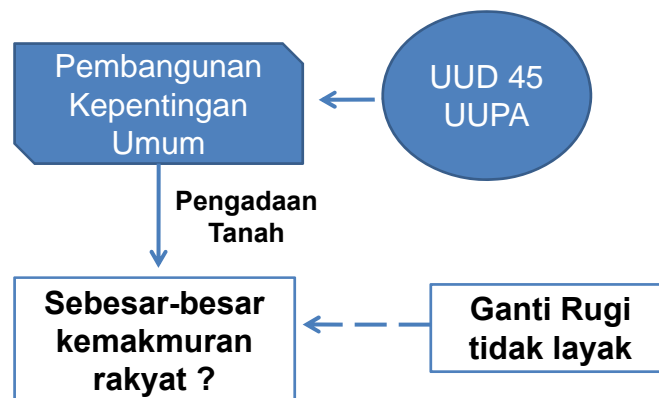 Pembangunan
Kepentingan
Umum
UUD 45
UUPA
Pengadaan
Tanah
Sebesar-besar
kemakmuran
rakyat ?
Ganti Rugi
tidak layak